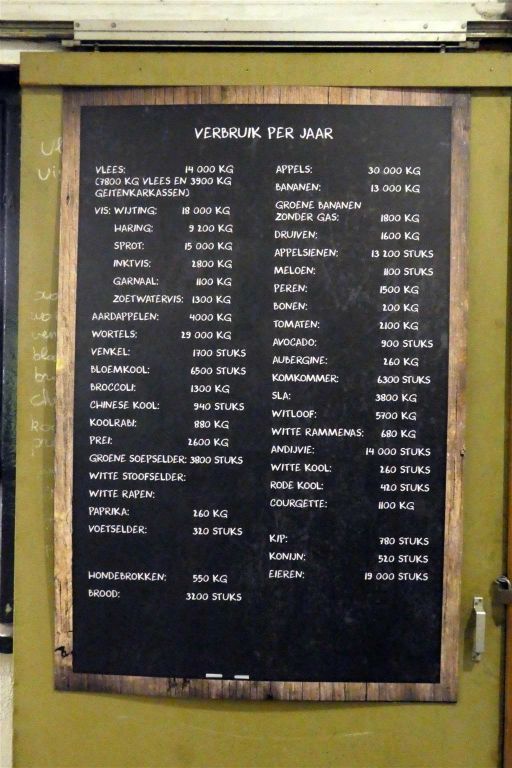 VERBRUIK PER JAAR
VLEES: 14 000 KG
(7800 KG VLEES EN 3900 KG
GEITENKARKASSEN)
VIS: WIJTING: 18 000 KG
HARING: 9 200 KG
SPROT: 15 000 KG
INKTVIS: 2800 KG
GARNAAL: 1100 KG
ZOETWATERVIS: 1300 KG
AARDAPPELEN: 4000 KG
WORTELS: 29 000 KG
VENKEL: 1700 STUKS
BLOEMKOOL: 6500 STUKS
BROCCOLI: 1300 KG
CHINESE KOOL: 940 STUKS
KOOLRABI: 880 KG
PREI: 2600 KG
GROENE SOEPSELDER: 3800 STUKS
WITTE STOOFSELDER:
WITTE RAPEN:
PAPRIKA: 260 KG
VOETSELDER: 320 STUKS
HONDEBROKKEN: 550 KG
BROOD: 3200 STUKS
APPELS: 30 000 KG
BANANEN: 13 000 KG
GROENE BANANEN
ZONDER GAS: 1800 KG
DRUIVEN: 1600 KG
APPELSIENEN: 13 200 STUKS
MELOEN: 1100 STUKS
PEREN: 1500 KG
BONEN: 200 KG
TOMATEN: 2100 KG
AVOCADO: 900 STUKS
AUBERGINE: 260 KG
KOMKOMMER: 6300 STUKS
SLA: 3800 KG
WITLOOF: 5700 KG
WITTE RAMMENAS: 680 KG
ANDIJVIE: 14 000 STUKS
WITTE KOOL: 260 STUKS
RODE KOOL: 420 STUKS
COURGETTE: 1100 KG
KIP: 780 STUKS
KONIJN: 520 STUKS
EIEREN: 19 000 STUKS